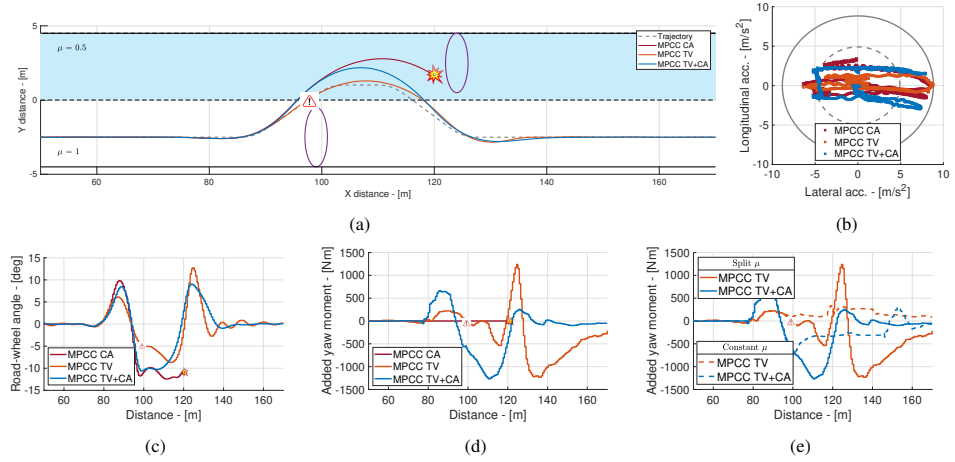 μ = 0.5
μ = 1
Trajectory
MPCC CA
MPCC TV
MPCC TV+CA
5
0
-5
Y distance - [m]
60
80
100
120
140
160
X distance - [m]
(a)
10
5
0
-5
-10
Longitudinal acc. - [m/s²]
MPCC CA
MPCC TV
MPCC TV+CA
-10
-5
0
5
10
Lateral acc. - [m/s²]
(b)
15
10
5
0
-5
-10
-15
Road-wheel angle - [deg]
MPCC CA
MPCC TV
MPCC TV+CA
60
80
100
120
140
160
Distance - [m]
(c)
1500
1000
500
0
-500
1000
1500
Added yaw moment - [Nm]
MPCC CA
MPCC TV
MPCC TV+CA
60
80
100
120
140
160
Distance - [m]
(d)
1500
1000
500
0
-500
1000
1500
Added yaw moment - [Nm]
Split μ
MPCC TV
MPCC TV+CA
Constant μ
MPCC TV
MPCC TV+CA
60
80
100
120
140
160
Distance - [m]
(e)